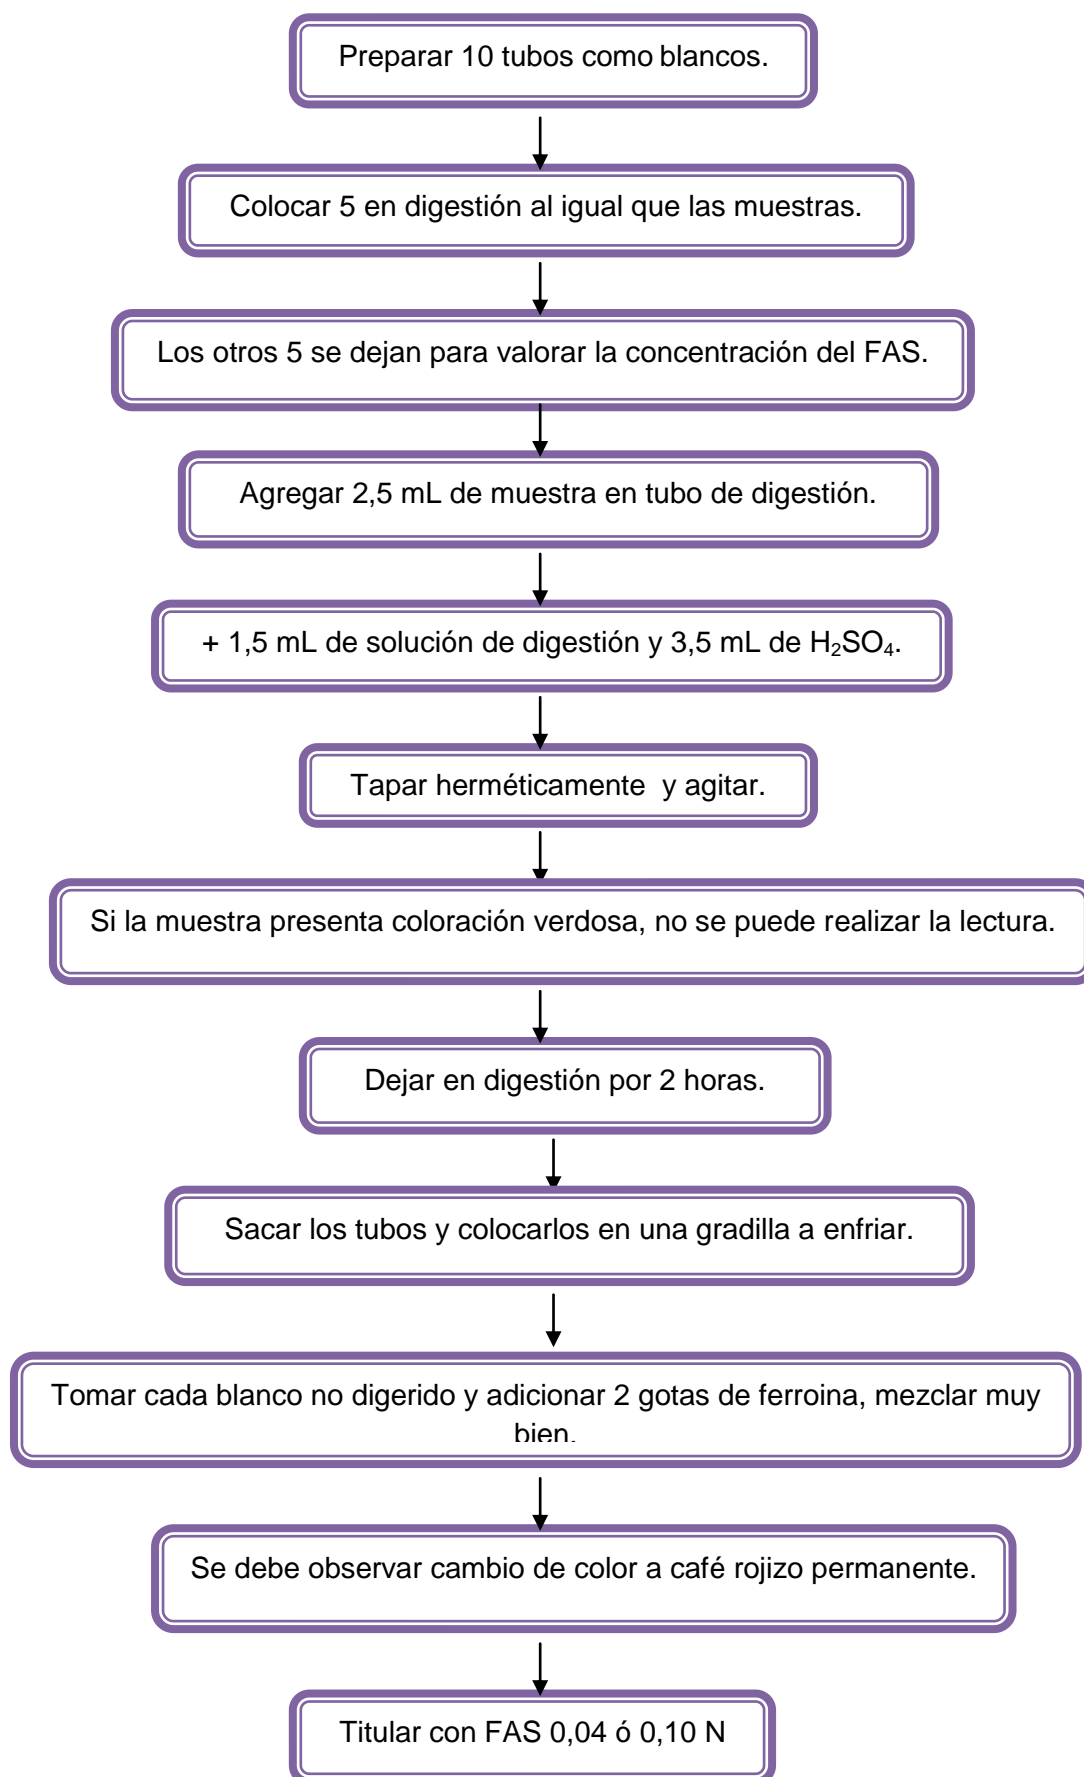 Preparar 10 tubos como blancos.
Colocar 5 en digestión al igual que las muestras.
Los otros 5 se dejan para valorar la concentración del FAS.
Agregar 2,5 mL de muestra en tubo de digestión.
+ 1,5 mL de solución de digestión y 3,5 mL de H₂SO₄.
Tapar herméticamente y agitar.
Si la muestra presenta coloración verdosa, no se puede realizar la lectura.
Dejar en digestión por 2 horas.
Sacar los tubos y colocarlos en una gradilla a enfriar.
Tomar cada blanco no digerido y adicionar 2 gotas de ferroina, mezclar muy
bien.
Se debe observar cambio de color a café rojizo permanente.
Titular con FAS 0,04 ó 0,10 N